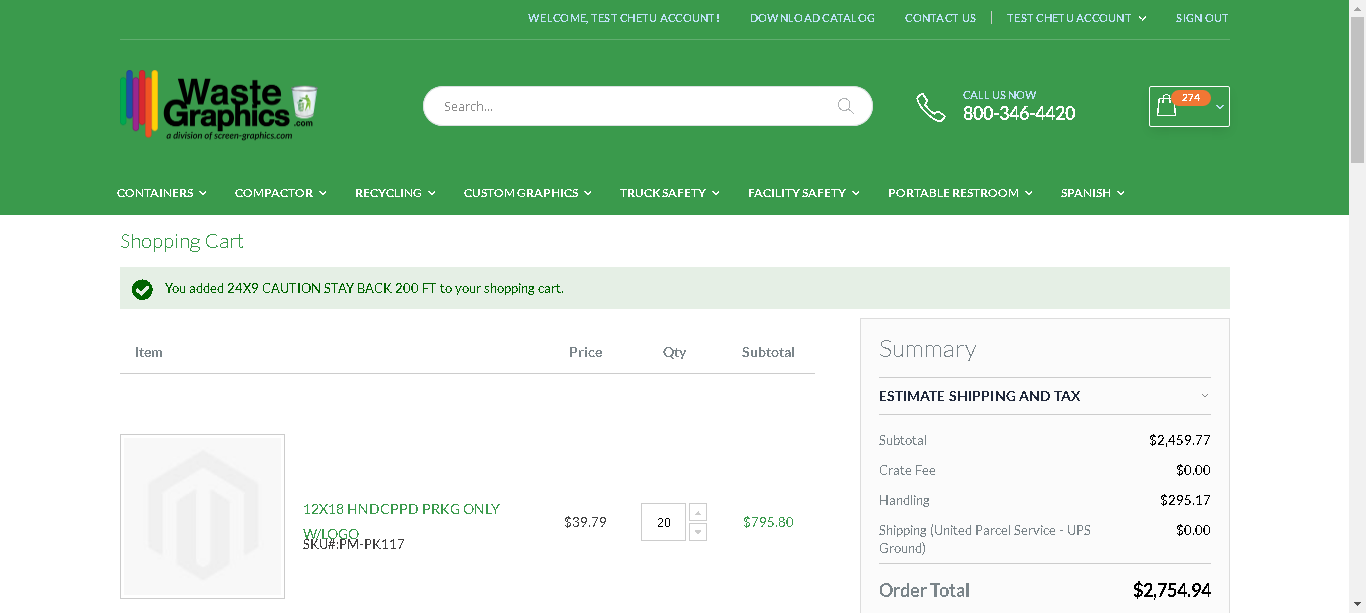 WELCOME, TEST CHETU ACCOUNT! DOWNLOAD CATALOG CONTACT US TEST CHETU ACCOUNT SIGN OUT
Waste
Graphics.com
a division of screen-graphics.com
Search...
CALL US NOW
800-346-4420
274
CONTAINERS COMPACTOR RECYCLING CUSTOM GRAPHICS TRUCK SAFETY FACILITY SAFETY PORTABLE RESTROOM SPANISH
Shopping Cart
You added 24X9 CAUTION STAY BACK 200 FT to your shopping cart.
Item Price Qty Subtotal
12X18 HNDCPPD PRKG ONLY
W/LOGO
SKU#:PM-PK117
$39.79 20 $795.80
Summary
ESTIMATE SHIPPING AND TAX
Subtotal $2,459.77
Crate Fee $0.00
Handling $295.17
Shipping (United Parcel Service - UPS $0.00
Ground)
Order Total $2,754.94